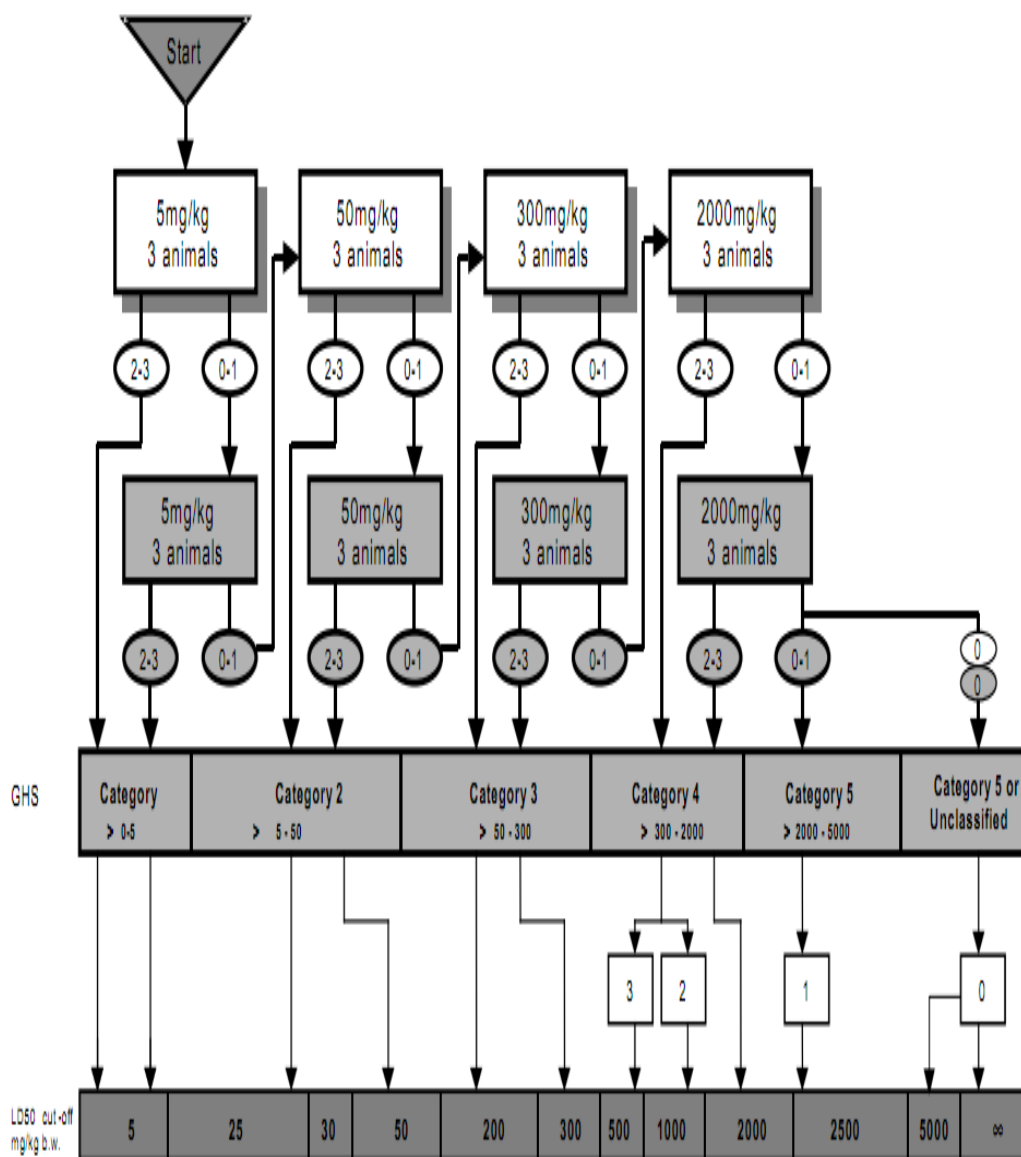 Start
5mg/kg
3 animals
50mg/kg
3 animals
300mg/kg
3 animals
2000mg/kg
3 animals
2-3
0-1
2-3
0-1
2-3
0-1
2-3
0-1
5mg/kg
3 animals
50mg/kg
3 animals
300mg/kg
3 animals
2000mg/kg
3 animals
2-3
0-1
2-3
0-1
2-3
0-1
2-3
0-1
0
0
GHS
Category
> 0-5
Category 2
> 5 - 50
Category 3
> 50 - 300
Category 4
> 300 - 2000
Category 5
> 2000 - 5000
Category 5 or
Unclassified
3
2
1
0
LD50 cut-off
mg/kg b.w.
5
25
30
50
200
300
500
1000
2000
2500
5000
∞